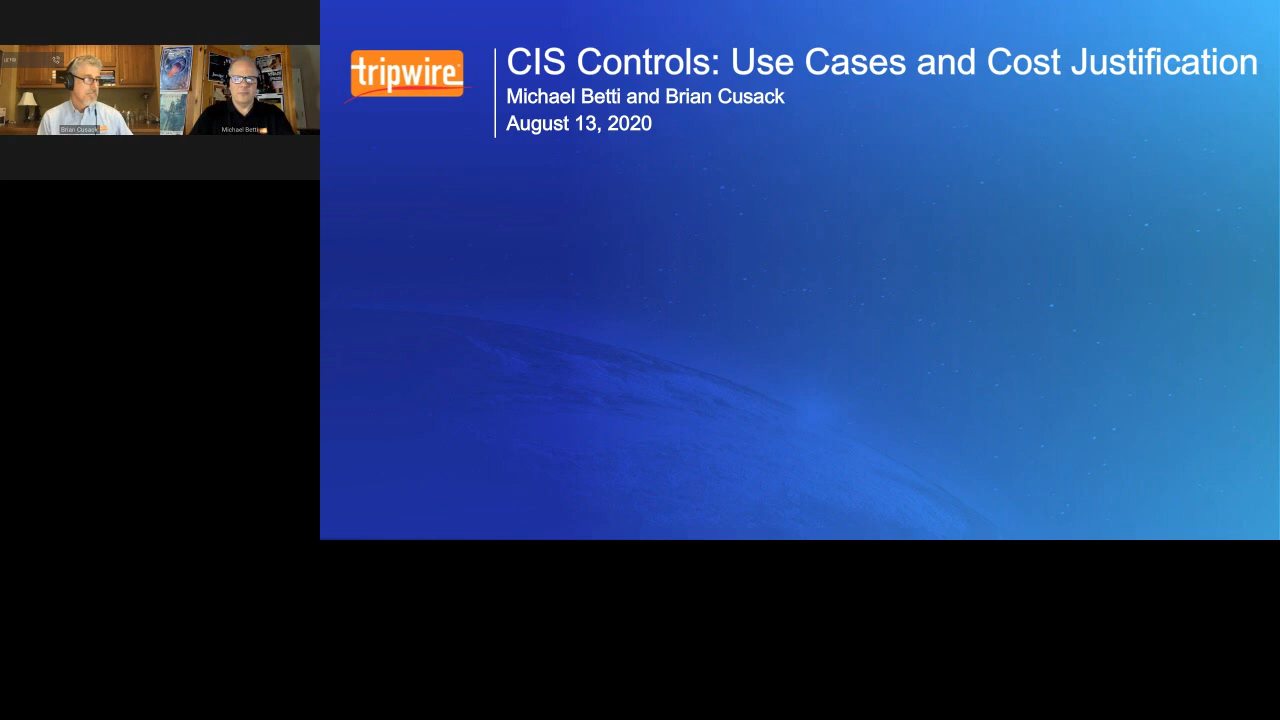 Brian Cusack
Michael Betti
tripwire
CIS Controls: Use Cases and Cost Justification
Michael Betti and Brian Cusack
August 13, 2020